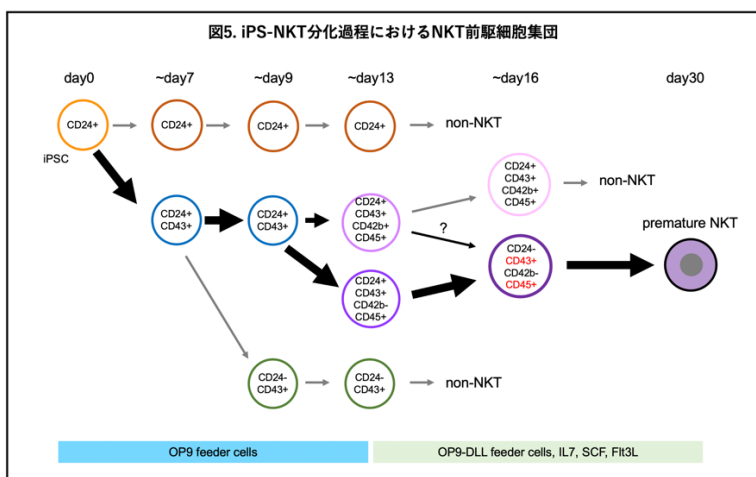 図5. iPS-NKT分化過程におけるNKT前駆細胞集団
day0 ~day7 ~day9 ~day13 ~day16 day30
CD24+ CD24+ CD24+ CD24+ non-NKT
iPSC
CD24+
CD43+
CD24+
CD43+
CD24+
CD43+
CD42b+
CD45+
CD24+
CD43+
CD42b+
CD45+
non-NKT
?
CD24+
CD43+
CD42b-
CD45+
CD24-
CD43+
CD42b-
CD45+
premature NKT
CD24-
CD43+
CD24-
CD43+
non-NKT
OP9 feeder cells
OP9-DLL feeder cells, IL7, SCF, Flt3L